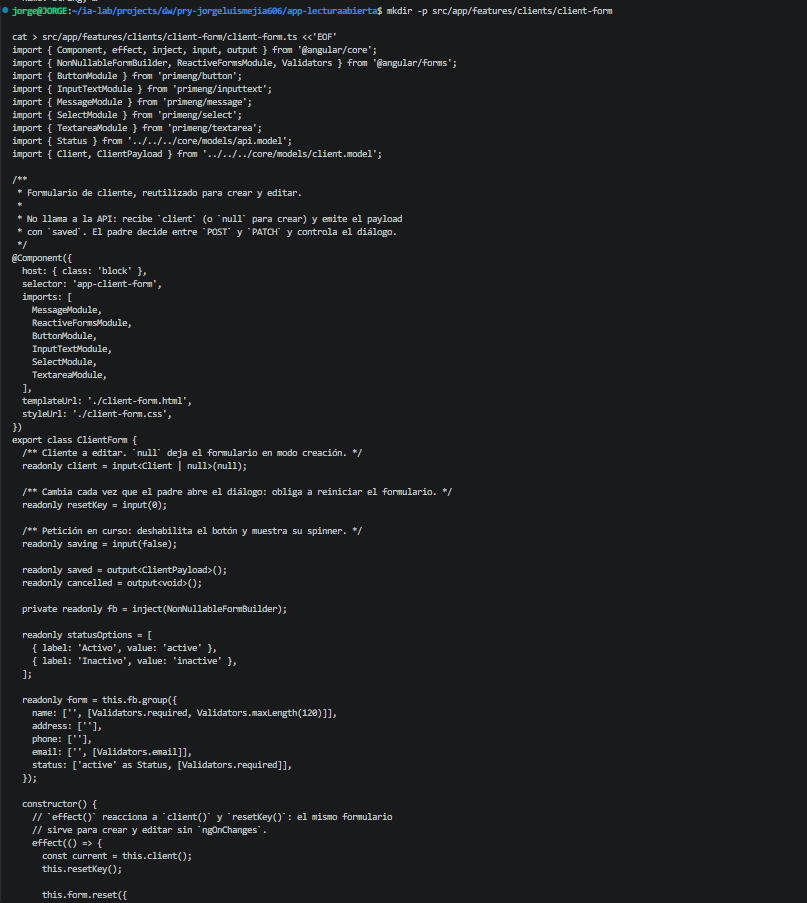 jorge@JORGE:~/ia-lab/projects/dw/pry-jorgeluismejia606/app-lecturaabierta$ mkdir -p src/app/features/clients/client-form
cat > src/app/features/clients/client-form/client-form.ts <<'EOF'
import { Component, effect, inject, input, output } from '@angular/core';
import { NonNullableFormBuilder, ReactiveFormsModule, Validators } from '@angular/forms';
import { ButtonModule } from 'primeng/button';
import { InputTextModule } from 'primeng/inputtext';
import { MessageModule } from 'primeng/message';
import { SelectModule } from 'primeng/select';
import { TextareaModule } from 'primeng/textarea';
import { Status } from '../../../core/models/api.model';
import { Client, ClientPayload } from '../../../core/models/client.model';

/**
 * Formulario de cliente, reutilizado para crear y editar.
 *
 * No llama a la API: recibe `client` (o `null` para crear) y emite el payload
 * con `saved`. El padre decide entre `POST` y `PATCH` y controla el diálogo.
 */
@Component({
  host: { class: 'block' },
  selector: 'app-client-form',
  imports: [
    MessageModule,
    ReactiveFormsModule,
    ButtonModule,
    InputTextModule,
    SelectModule,
    TextareaModule,
  ],
  templateUrl: './client-form.html',
  styleUrl: './client-form.css',
})
export class ClientForm {
  /** Cliente a editar. `null` deja el formulario en modo creación. */
  readonly client = input<Client | null>(null);

  /** Cambia cada vez que el padre abre el diálogo: obliga a reiniciar el formulario. */
  readonly resetKey = input(0);

  /** Petición en curso: deshabilita el botón y muestra su spinner. */
  readonly saving = input(false);

  readonly saved = output<ClientPayload>();
  readonly cancelled = output<void>();

  private readonly fb = inject(NonNullableFormBuilder);

  readonly statusOptions = [
    { label: 'Activo', value: 'active' },
    { label: 'Inactivo', value: 'inactive' },
  ];

  readonly form = this.fb.group({
    name: ['', [Validators.required, Validators.maxLength(120)]],
    address: [''],
    phone: [''],
    email: ['', [Validators.email]],
    status: ['active' as Status, [Validators.required]],
  });

  constructor() {
    // `effect()` reacciona a `client()` y `resetKey()`: el mismo formulario
    // sirve para crear y editar sin `ngOnChanges`.
    effect(() => {
      const current = this.client();
      this.resetKey();

      this.form.reset({